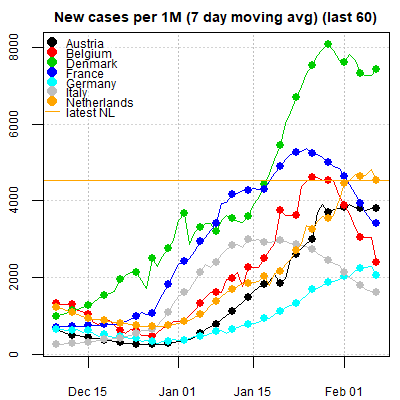 New cases per 1M (7 day moving avg) (last 60)
8000
6000
4000
2000
0
Austria
Belgium
Denmark
France
Germany
Italy
Netherlands
latest NL
Dec 15
Jan 01
Jan 15
Feb 01